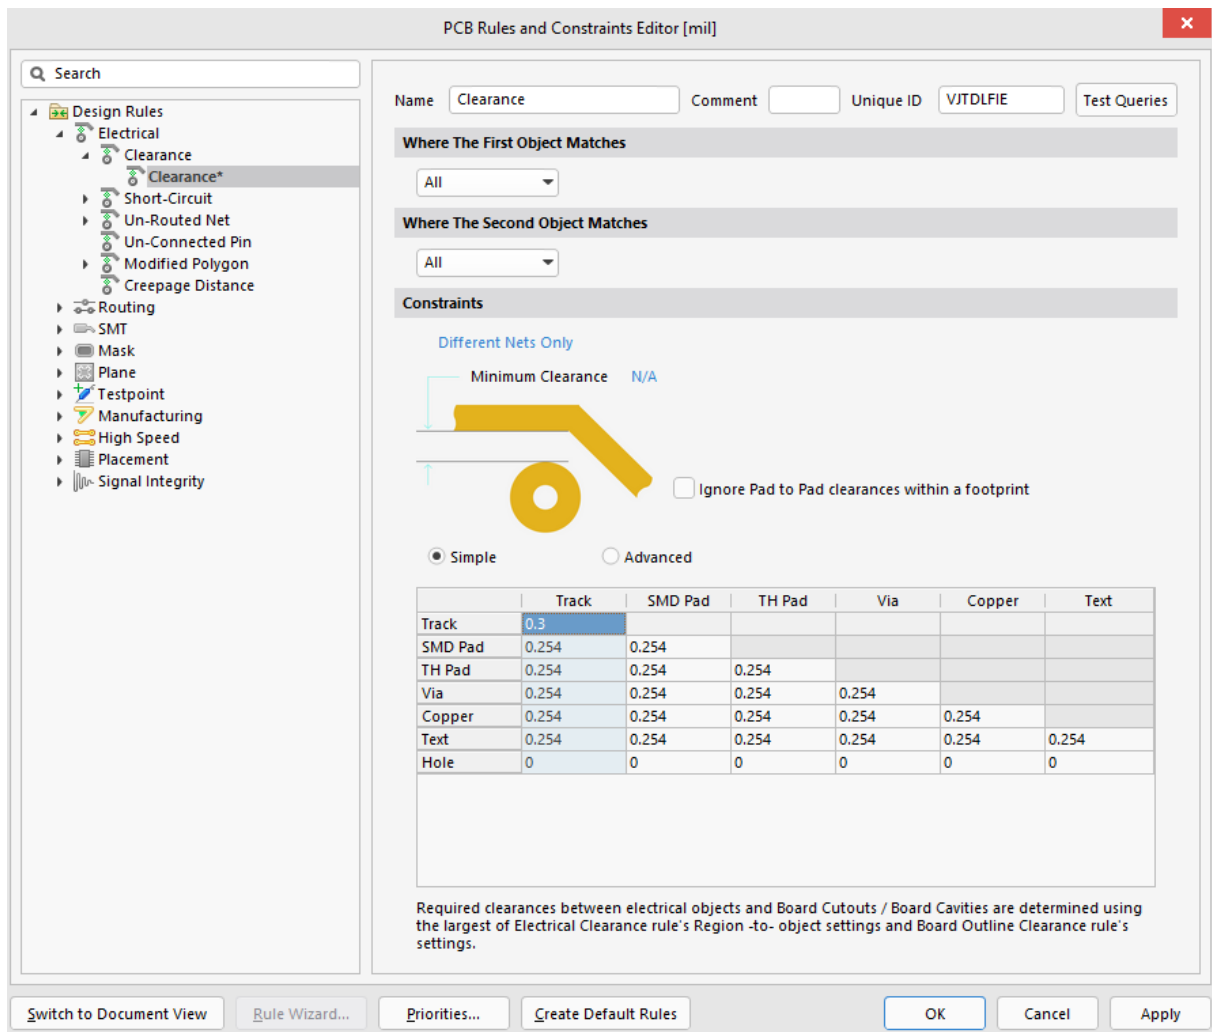 PCB Rules and Constraints Editor [mil]
Search
Design Rules
Electrical
Clearance
Clearance*
Short-Circuit
Un-Routed Net
Un-Connected Pin
Modified Polygon
Creepage Distance
Routing
SMT
Mask
Plane
Testpoint
Manufacturing
High Speed
Placement
Signal Integrity
Name Clearance Comment Unique ID VJTDLFIE Test Queries
Where The First Object Matches
All
Where The Second Object Matches
All
Constraints
Different Nets Only
Minimum Clearance N/A
Ignore Pad to Pad clearances within a footprint
Simple Advanced
Track SMD Pad TH Pad Via Copper Text
Track 0.3
SMD Pad 0.254 0.254
TH Pad 0.254 0.254 0.254
Via 0.254 0.254 0.254 0.254
Copper 0.254 0.254 0.254 0.254 0.254
Text 0.254 0.254 0.254 0.254 0.254 0.254
Hole 0 0 0 0 0 0
Required clearances between electrical objects and Board Cutouts / Board Cavities are determined using
the largest of Electrical Clearance rule's Region -to- object settings and Board Outline Clearance rule's
settings.
Switch to Document View Rule Wizard... Priorities... Create Default Rules OK Cancel Apply